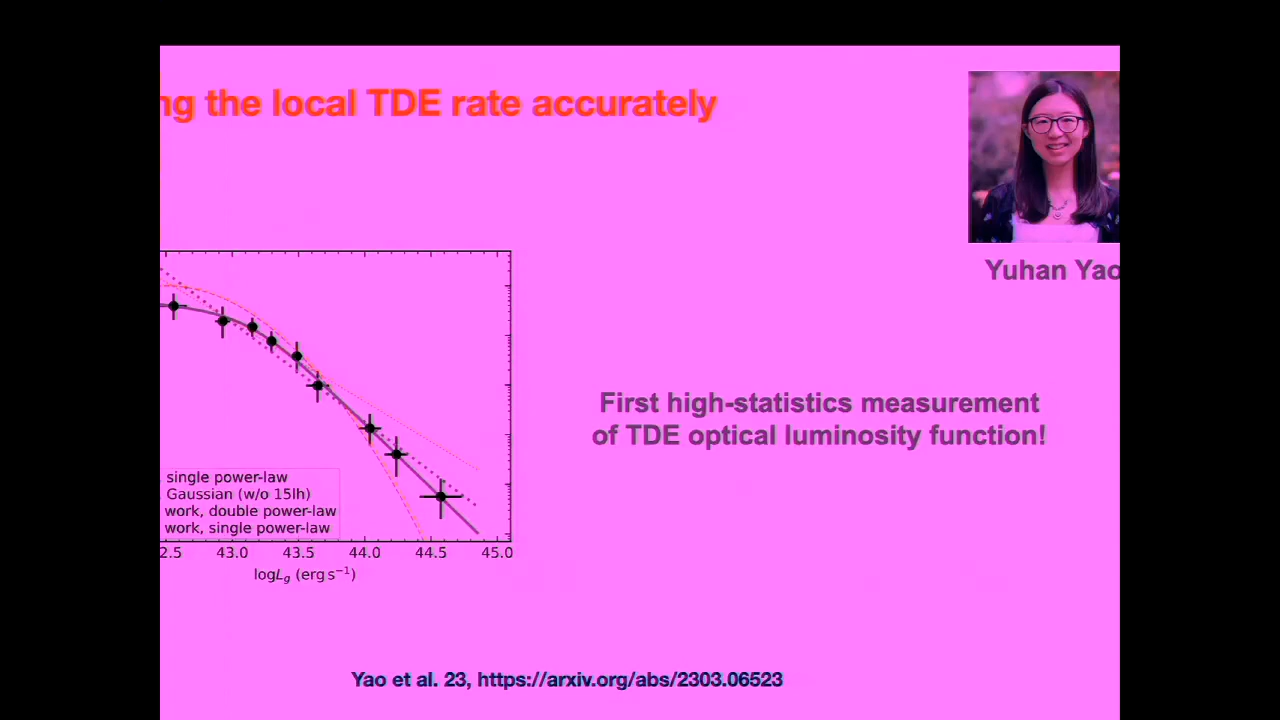 ng the local TDE rate accurately
Yuhan Yao
First high-statistics measurement
of TDE optical luminosity function!
single power-law
Gaussian (w/o 15lh)
work, double power-law
work, single power-law
2.5 43.0 43.5 44.0 44.5 45.0
logLg (erg s⁻¹)
Yao et al. 23, https://arxiv.org/abs/2303.06523